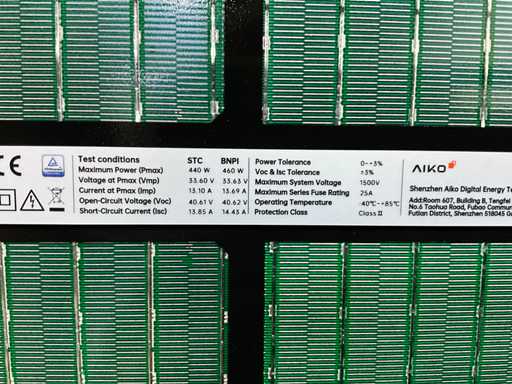 CE
Test conditions STC BNPI
Maximum Power (Pmax) 440 W 460 W
Voltage at Pmax (Vmp) 33.60 V 33.63 V
Current at Pmax (Imp) 13.10 A 13.69 A
Open-Circuit Voltage (Voc) 40.61 V 40.62 V
Short-Circuit Current (Isc) 13.85 A 14.43 A
Power Tolerance 0~+3%
Voc & Isc Tolerance ±3%
Maximum System Voltage 1500V
Maximum Series Fuse Rating 25A
Operating Temperature -40℃~+85℃
Protection Class Class II
AIKO
Shenzhen Aiko Digital Energy Te
Add:Room 607, Building B, Tengfei
No.6 Taohua Road, Fubao Commun
Futian District, Shenzhen 518045 Gu